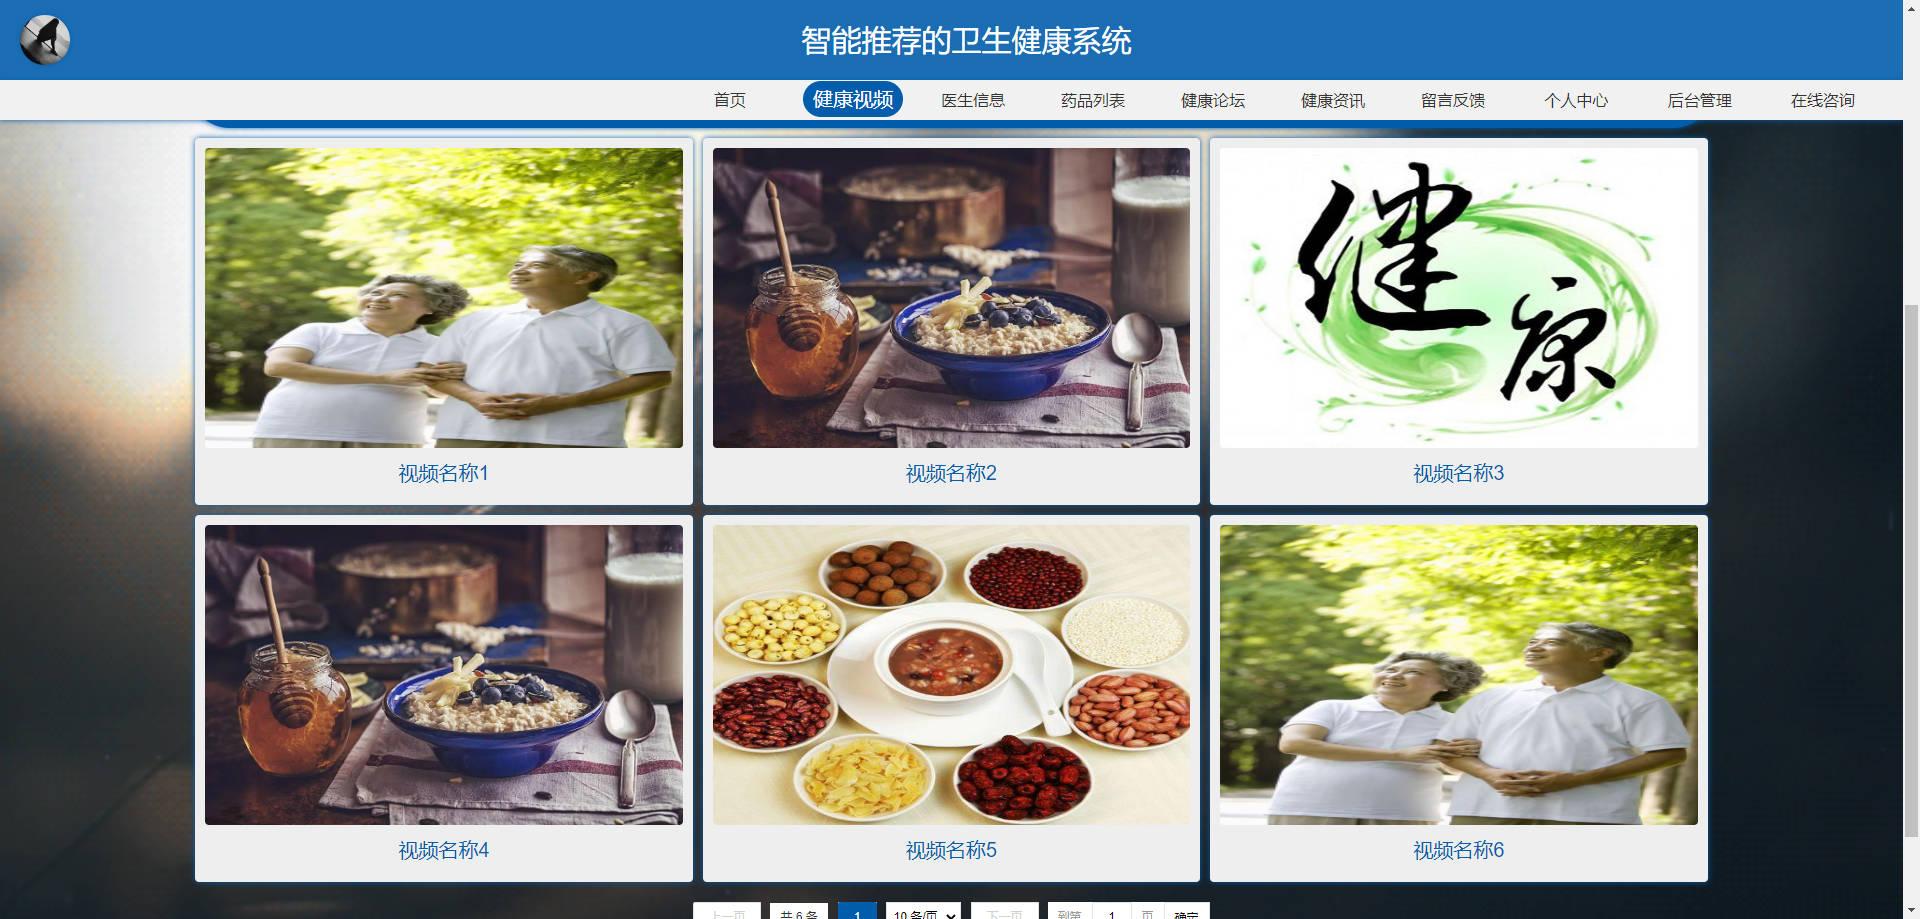 智能推荐的卫生健康系统
首页 健康视频 医生信息 药品列表 健康论坛 健康资讯 留言反馈 个人中心 后台管理 在线咨询
健康
视频名称1 视频名称2 视频名称3
视频名称4 视频名称5 视频名称6
上一页 共 6 条 1 10 条/页 下一页 到第 1 页 确定